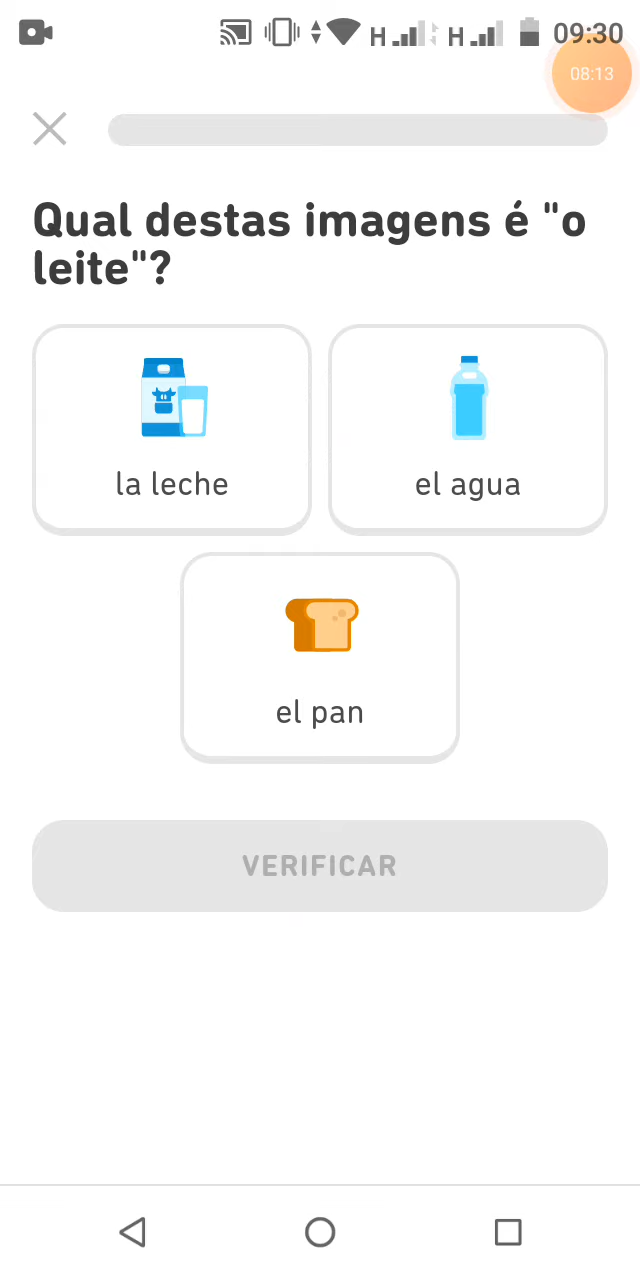 H H 09:30
08:13
Qual destas imagens é "o
leite"?
la leche
el agua
el pan
VERIFICAR